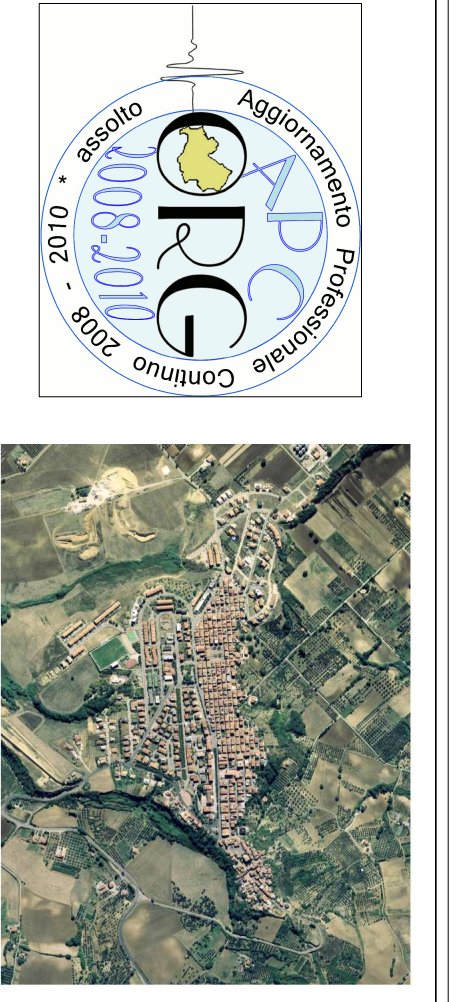 Aggiornamento Professionale Continuo 2008 - 2010 * assolto
APC
ORG
2008-2010